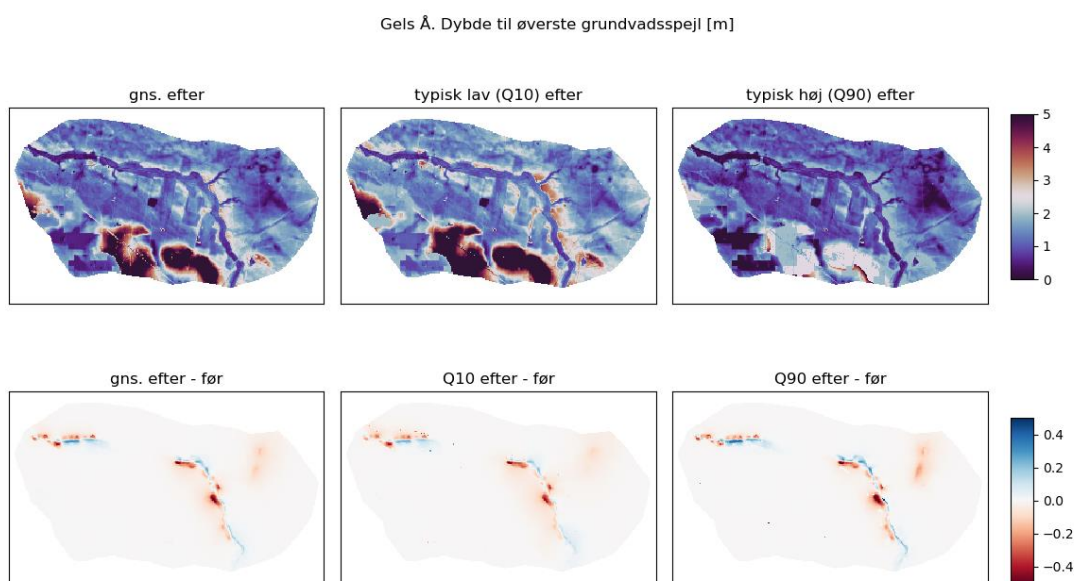 Gels Å. Dybde til øverste grundvadsspejl [m]
gns. efter
typisk lav (Q10) efter
typisk høj (Q90) efter
5
4
3
2
1
0
gns. efter - før
Q10 efter - før
Q90 efter - før
0.4
0.2
0.0
−0.2
−0.4